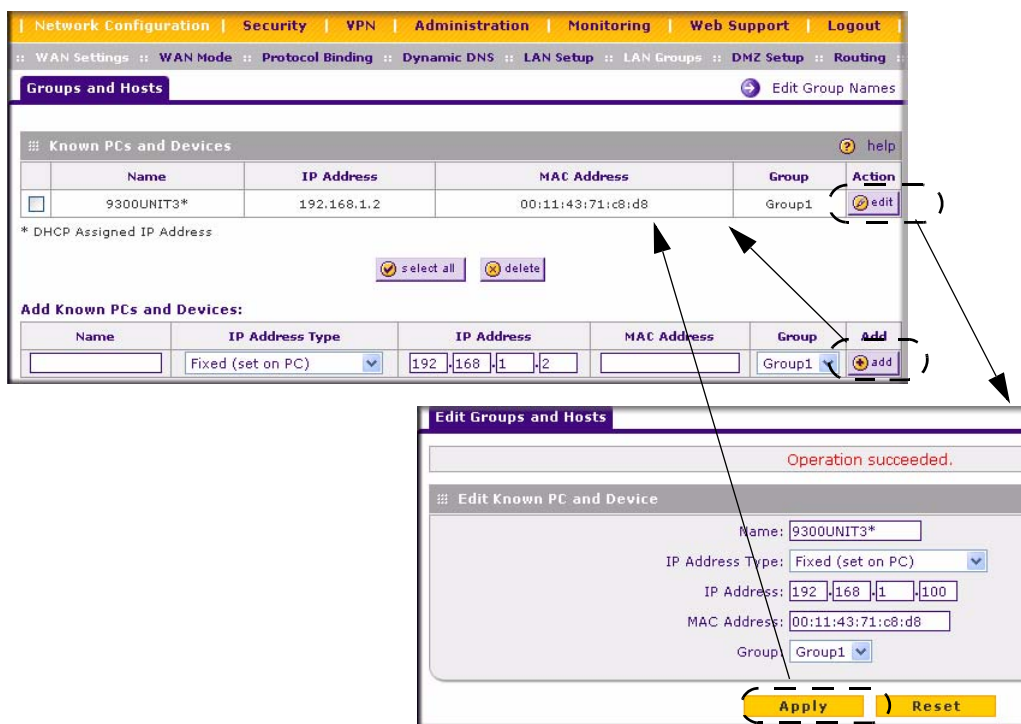 | Network Configuration | Security | VPN | Administration | Monitoring | Web Support | Logout |
:: WAN Settings :: WAN Mode :: Protocol Binding :: Dynamic DNS :: LAN Setup :: LAN Groups :: DMZ Setup :: Routing ::
Groups and Hosts Edit Group Names
Known PCs and Devices help
Name IP Address MAC Address Group Action
9300UNIT3* 192.168.1.2 00:11:43:71:c8:d8 Group1 edit
* DHCP Assigned IP Address
select all delete
Add Known PCs and Devices:
Name IP Address Type IP Address MAC Address Group Add
Fixed (set on PC) 192 .168 .1 .2 Group1 add
Edit Groups and Hosts
Operation succeeded.
Edit Known PC and Device
Name: 9300UNIT3*
IP Address Type: Fixed (set on PC)
IP Address: 192 .168 .1 .100
MAC Address: 00:11:43:71:c8:d8
Group: Group1
Apply Reset